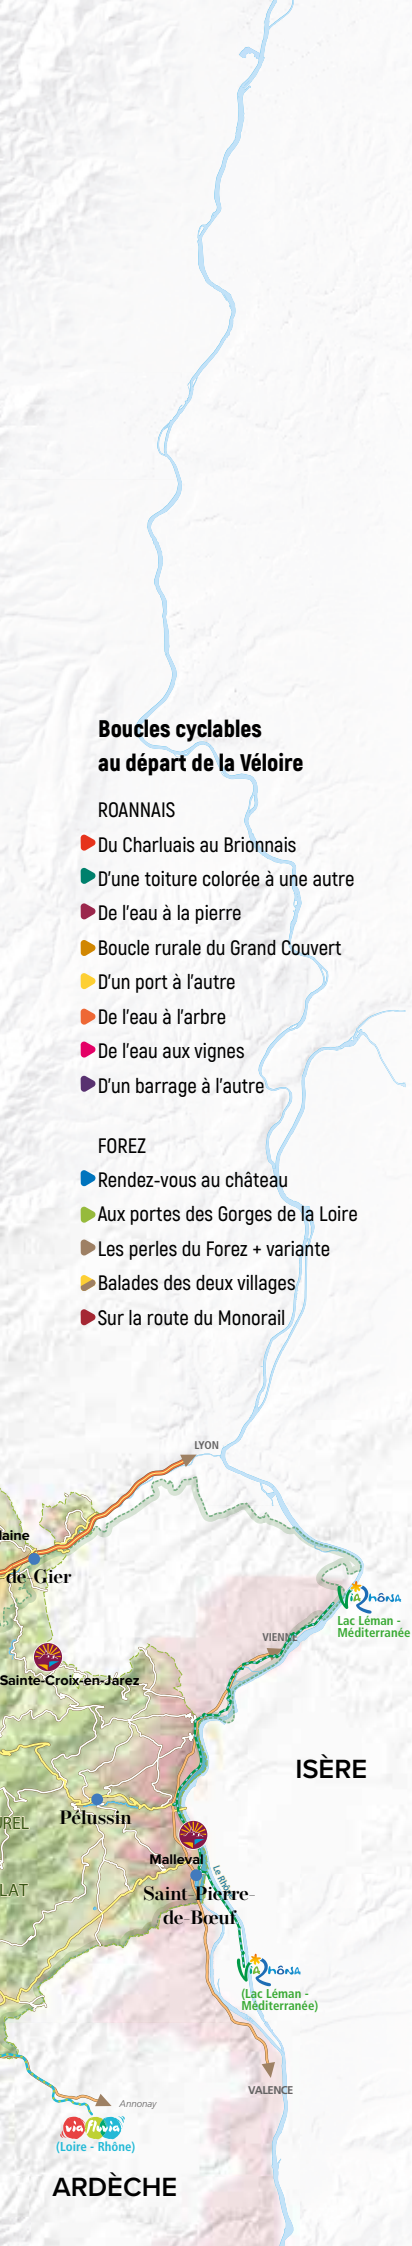 Boucles cyclables
au départ de la Véloire
ROANNAIS
Du Charluais au Brionnais
D'une toiture colorée à une autre
De l'eau à la pierre
Boucle rurale du Grand Couvert
D'un port à l'autre
De l'eau à l'arbre
De l'eau aux vignes
D'un barrage à l'autre
FOREZ
Rendez-vous au château
Aux portes des Gorges de la Loire
Les perles du Forez + variante
Balades des deux villages
Sur la route du Monorail
LYON
laine
de-Gier
ViaRhôna
Lac Léman -
Méditerranée
VIENNE
Sainte-Croix-en-Jarez
ISÈRE
Pélussin
UREL
Malleval
LAT
Le Rhône
Saint-Pierre-
de-Bœuf
ViaRhôna
(Lac Léman -
Méditerranée)
VALENCE
Annonay
via fluvia
(Loire - Rhône)
ARDÈCHE